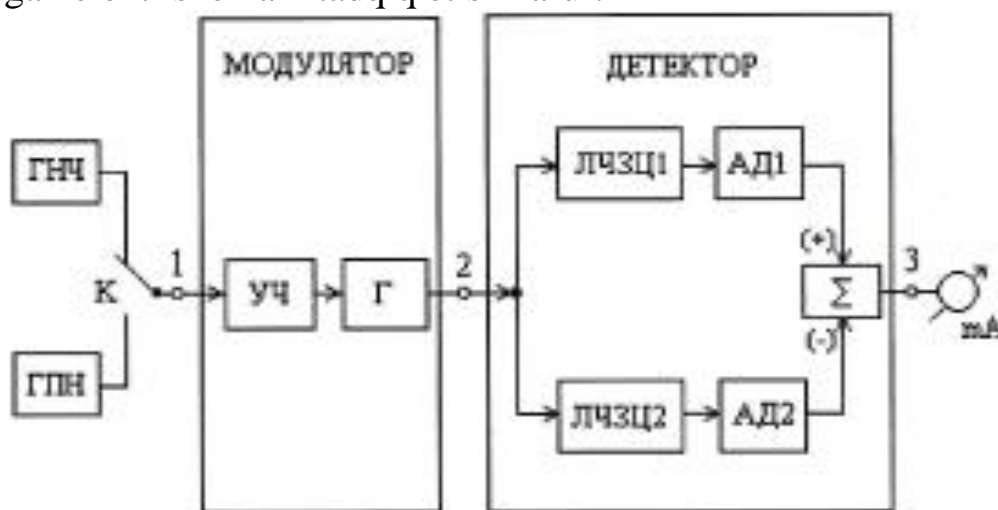 МОДУЛЯТОР
ДЕТЕКТОР
ГНЧ
ЛЧЗЦ1
АД1
(+)
1
2
3
К
УЧ
Г
Σ
mA
(-)
ГПН
ЛЧЗЦ2
АД2